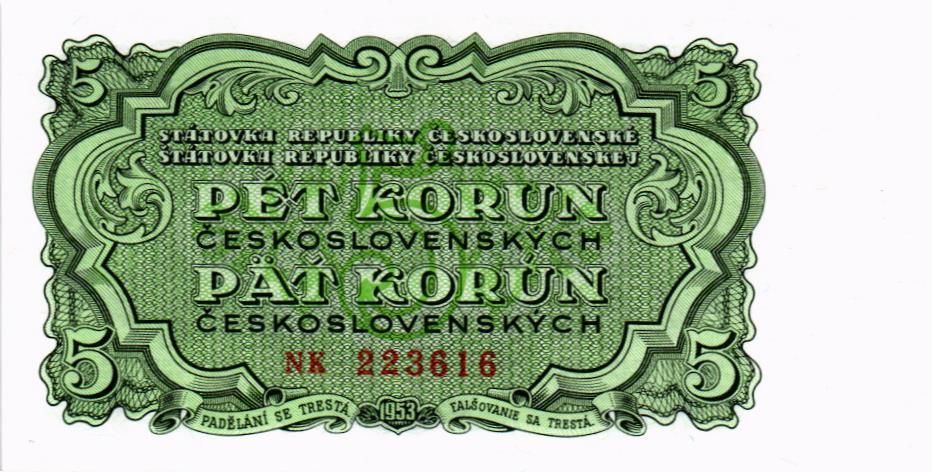 5 5
STÁTOVKA REPUBLIKY ČESKOSLOVENSKÉ
ŠTÁTOVKA REPUBLIKY ČESKOSLOVENSKEJ
PĚT KORUN
ČESKOSLOVENSKÝCH
PÄŤ KORÚN
ČESKOSLOVENSKÝCH
NK 223616
5 5
PADĚLÁNÍ SE TRESTÁ 1953 FALŠOVANIE SA TRESTÁ.